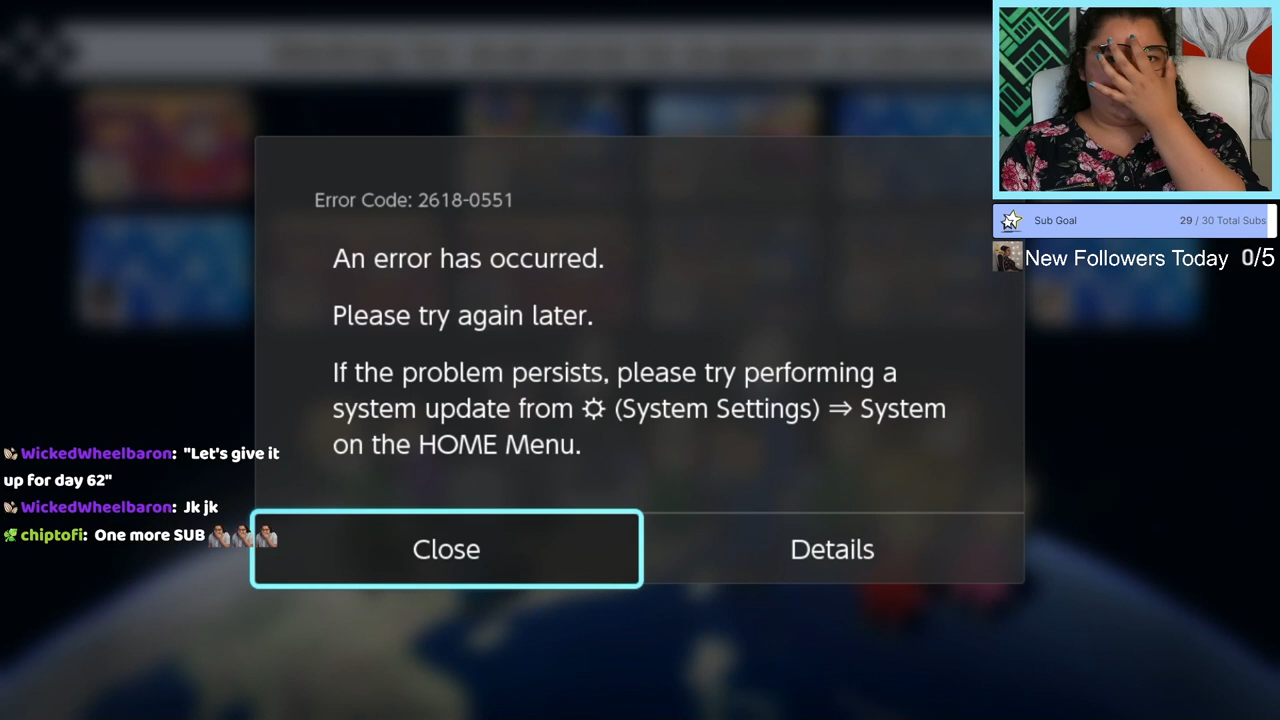 Error Code: 2618-0551
An error has occurred.
Please try again later.
If the problem persists, please try performing a
system update from (System Settings) ⇒ System
on the HOME Menu.
Close
Details
Sub Goal
29 / 30 Total Subs
New Followers Today 0/5
WickedWheelbaron: "Let's give it
up for day 62"
WickedWheelbaron: Jk jk
chiptofi: One more SUB